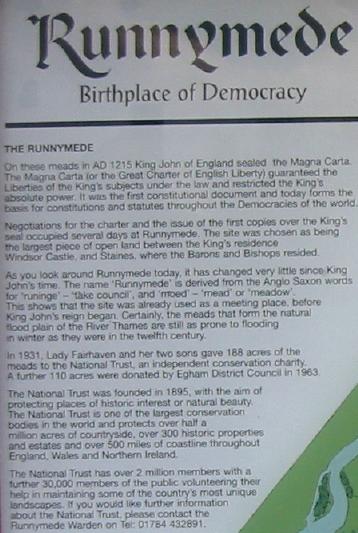 Runnymede
Birthplace of Democracy
THE RUNNYMEDE
On these meads in AD 1215 King John of England sealed the Magna Carta.
The Magna Carta (or the Great Charter of English Liberty) guaranteed the
Liberties of the King's subjects under the law and restricted the King's
absolute power. It was the first constitutional document and today forms the
basis for constitutions and statutes throughout the Democracies of the world.
Negotiations for the charter and the issue of the first copies over the King's
seal occupied several days at Runnymede. The site was chosen as being
the largest piece of open land between the King's residence
Windsor Castle, and Staines, where the Barons and Bishops resided.
As you look around Runnymede today, it has changed very little since King
John's time. The name 'Runnymede' is derived from the Anglo Saxon words
for 'runinge' – 'take council', and 'moed' – 'mead' or 'meadow'.
This shows that the site was already used as a meeting place, before
King John's reign began. Certainly, the meads that form the natural
flood plain of the River Thames are still as prone to flooding
in winter as they were in the twelfth century.
In 1931, Lady Fairhaven and her two sons gave 188 acres of the
meads to the National Trust, an independent conservation charity.
A further 110 acres were donated by Egham District Council in 1963.
The National Trust was founded in 1895, with the aim of
protecting places of historic interest or natural beauty.
The National Trust is one of the largest conservation
bodies in the world and protects over half a
million acres of countryside, over 300 historic properties
and estates and over 500 miles of coastline throughout
England, Wales and Northern Ireland.
The National Trust has over 2 million members with a
further 30,000 members of the public volunteering their
help in maintaining some of the country's most unique
landscapes. If you would like further information
about the National Trust, please contact the
Runnymede Warden on Tel: 01784 432891.